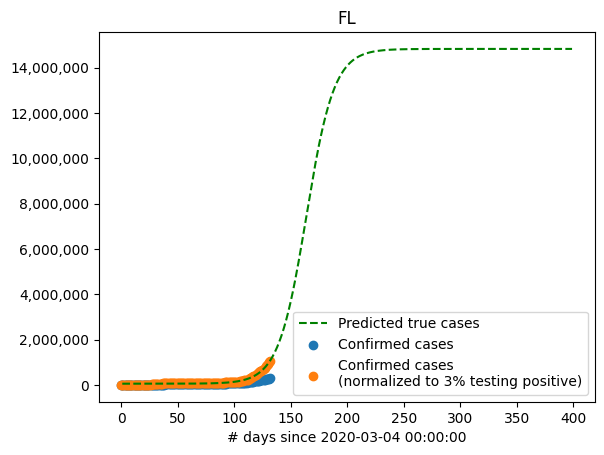 FL
14,000,000
12,000,000
10,000,000
8,000,000
6,000,000
4,000,000
2,000,000
0
Predicted true cases
Confirmed cases
Confirmed cases
(normalized to 3% testing positive)
0 50 100 150 200 250 300 350 400
# days since 2020-03-04 00:00:00